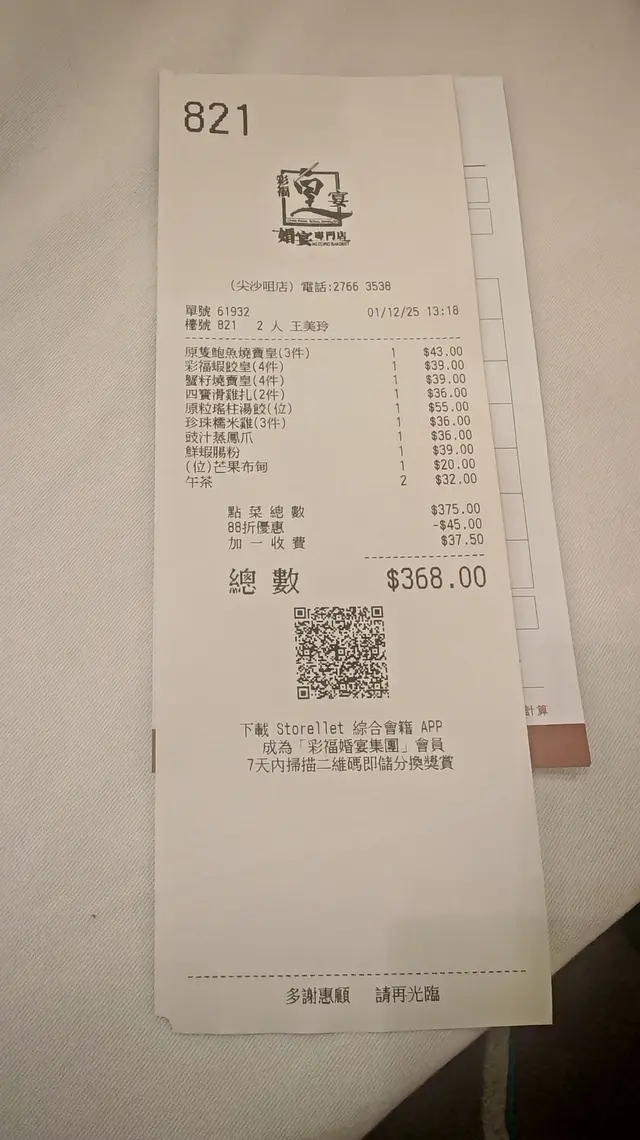 821
彩福
皇
宴
婚宴專門店
(尖沙咀店) 電話:2766 3538
單號 61932 01/12/25 13:18
檯號 821 2 人 王美玲
原隻鮑魚燒賣皇(3件) 1 $43.00
彩福蝦餃皇(4件) 1 $39.00
蟹籽燒賣皇(4件) 1 $39.00
四寶滑雞扎(2件) 1 $36.00
原粒瑤柱湯餃(位) 1 $55.00
珍珠糯米雞(3件) 1 $36.00
豉汁蒸鳳爪 1 $36.00
鮮蝦腸粉 1 $39.00
(位)芒果布甸 1 $20.00
午茶 2 $32.00
點菜總數 $375.00
88折優惠 -$45.00
加一收費 $37.50
總數 $368.00
下載 Storellet 綜合會籍 APP
成為「彩福婚宴集團」會員
7天內掃描二維碼即儲分換獎賞
計算
多謝惠顧 請再光臨